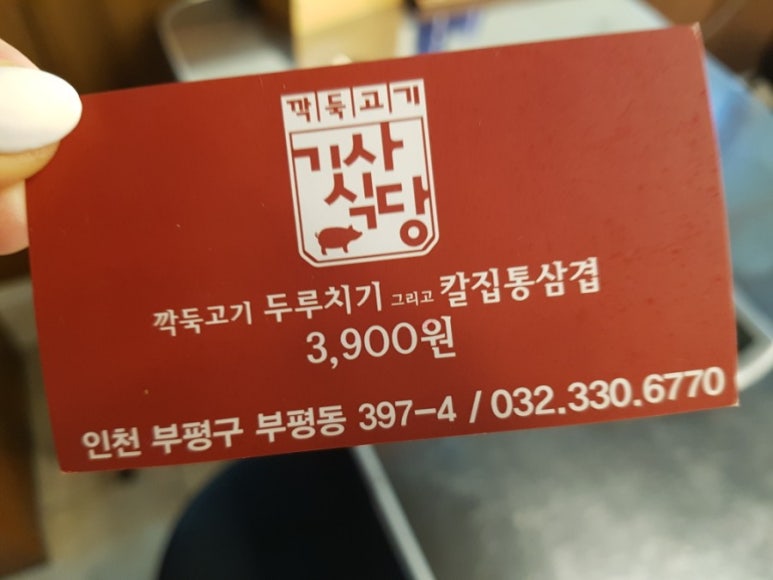 깍둑고기
기사
식당
깍둑고기 두루치기 그리고 칼집통삼겹
3,900원
인천 부평구 부평동 397-4 / 032.330.6770